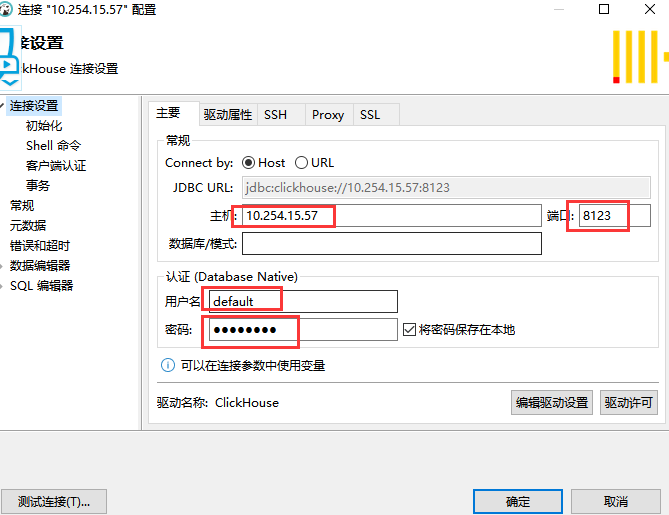 连接 "10.254.15.57" 配置
接设置
ckHouse 连接设置
连接设置
初始化
Shell 命令
客户端认证
事务
常规
元数据
错误和超时
数据编辑器
SQL 编辑器
主要 驱动属性 SSH Proxy SSL
常规
Connect by: Host URL
JDBC URL: jdbc:clickhouse://10.254.15.57:8123
主机: 10.254.15.57 端口: 8123
数据库/模式:
认证 (Database Native)
用户名 default
密码: ●●●●●●●● 将密码保存在本地
可以在连接参数中使用变量
驱动名称: ClickHouse 编辑驱动设置 驱动许可
测试连接(T)... 确定 取消